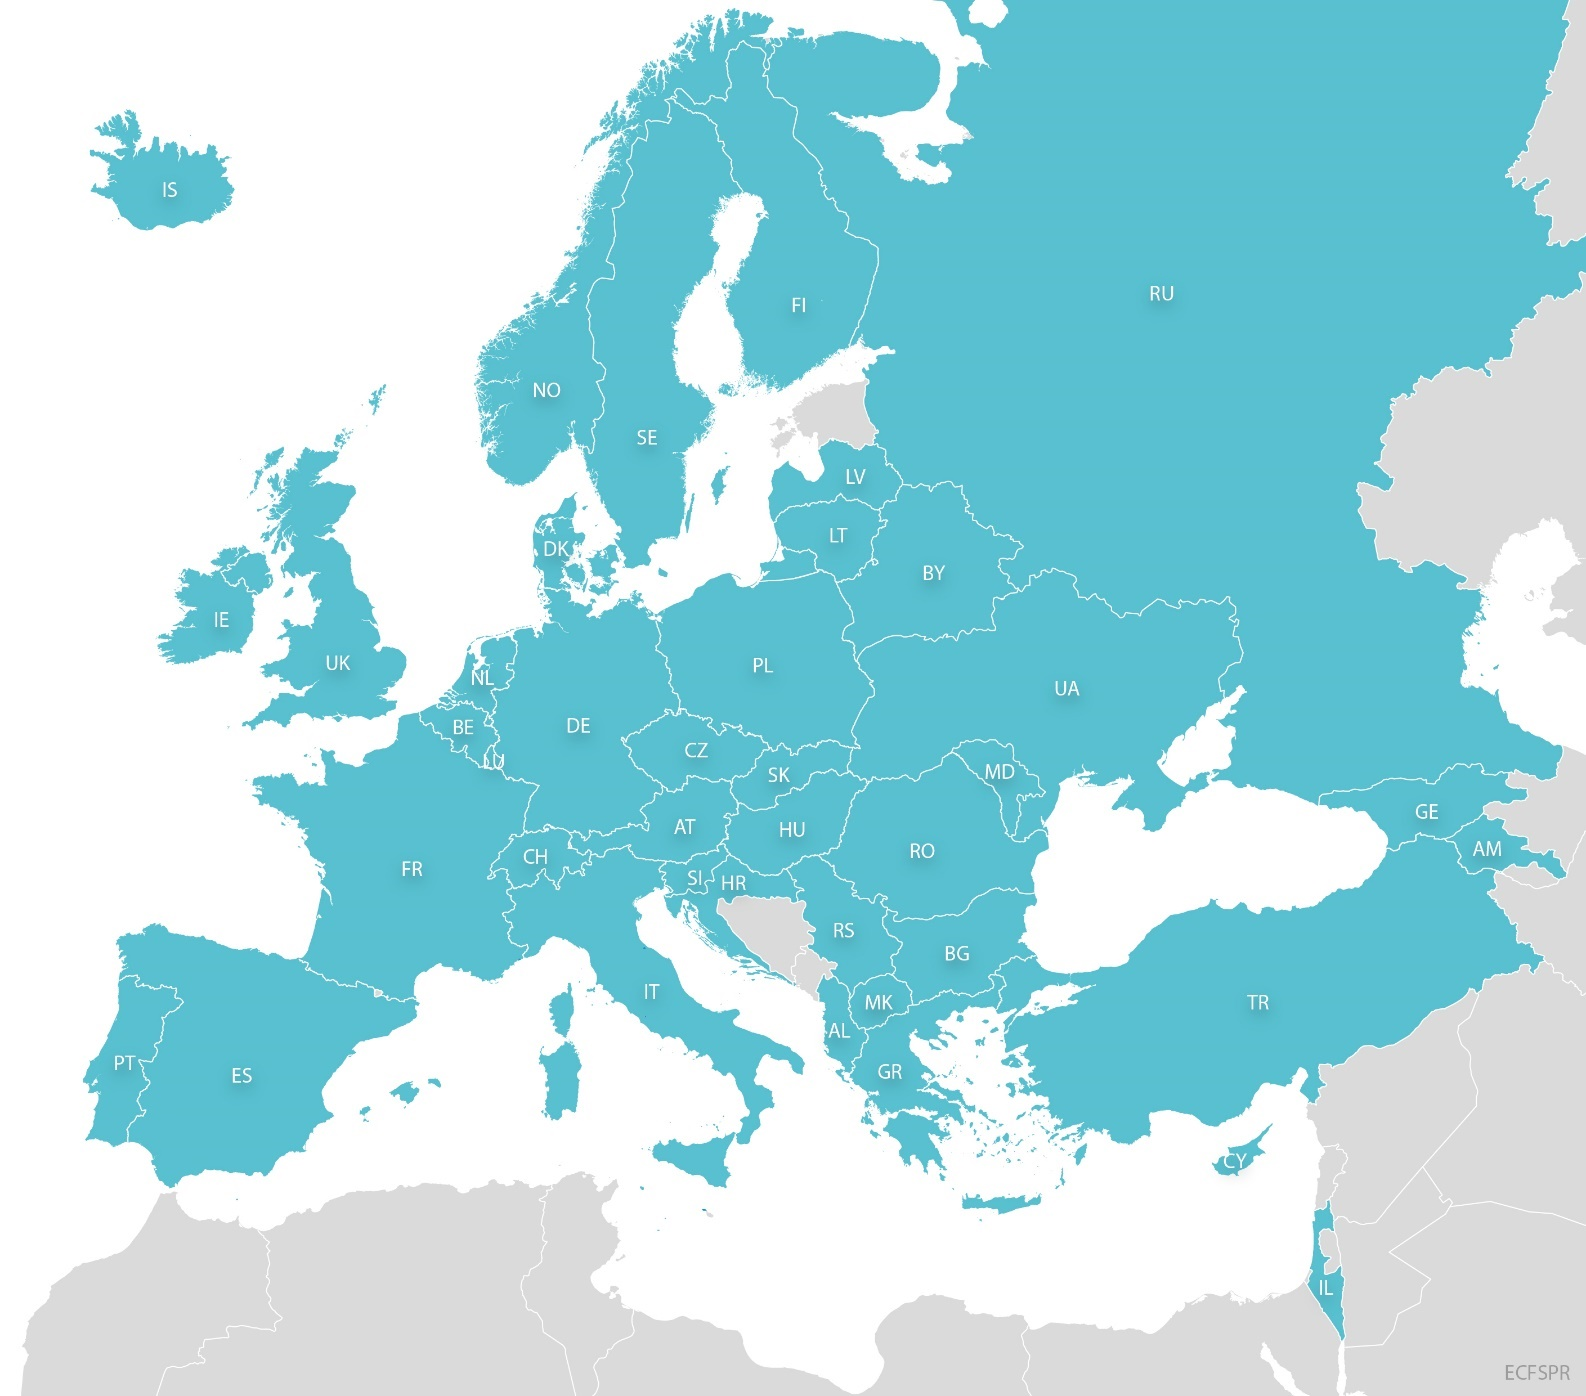 IS
RU
FI
NO
SE
LV
LT
DK
BY
IE
UK
PL
NL
UA
DE
BE
CZ
LU
MD
SK
GE
AT
HU
AM
RO
CH
FR
SI
HR
RS
BG
IT
MK
TR
AL
PT
GR
ES
CY
IL
ECFSPR